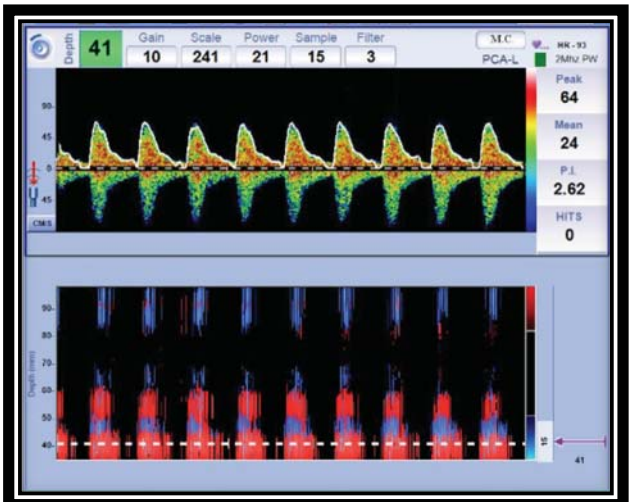 Depth 41 Gain Scale Power Sample Filter
10 241 21 15 3
M.C
PCA-L
HR - 93
2Mhz PW
Peak
64
Mean
24
P.I.
2.62
HITS
0
90
45
0
45
CM/S
Depth (mm)
90
80
70
60
50
40
15
41